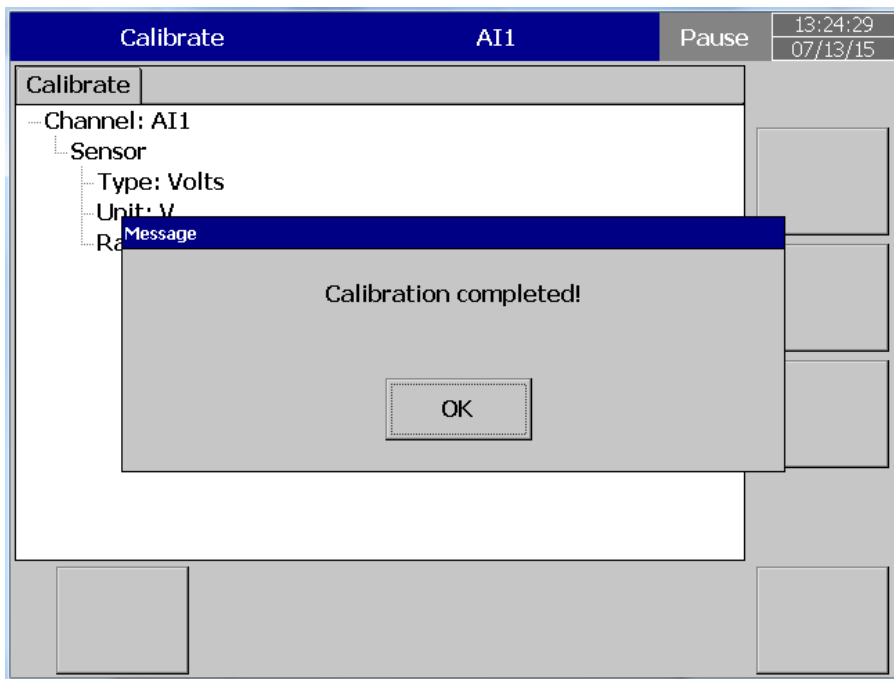 Calibrate AI1 Pause 13:24:29
07/13/15
Calibrate
Channel: AI1
Sensor
Type: Volts
Unit: V
Message
Calibration completed!
OK